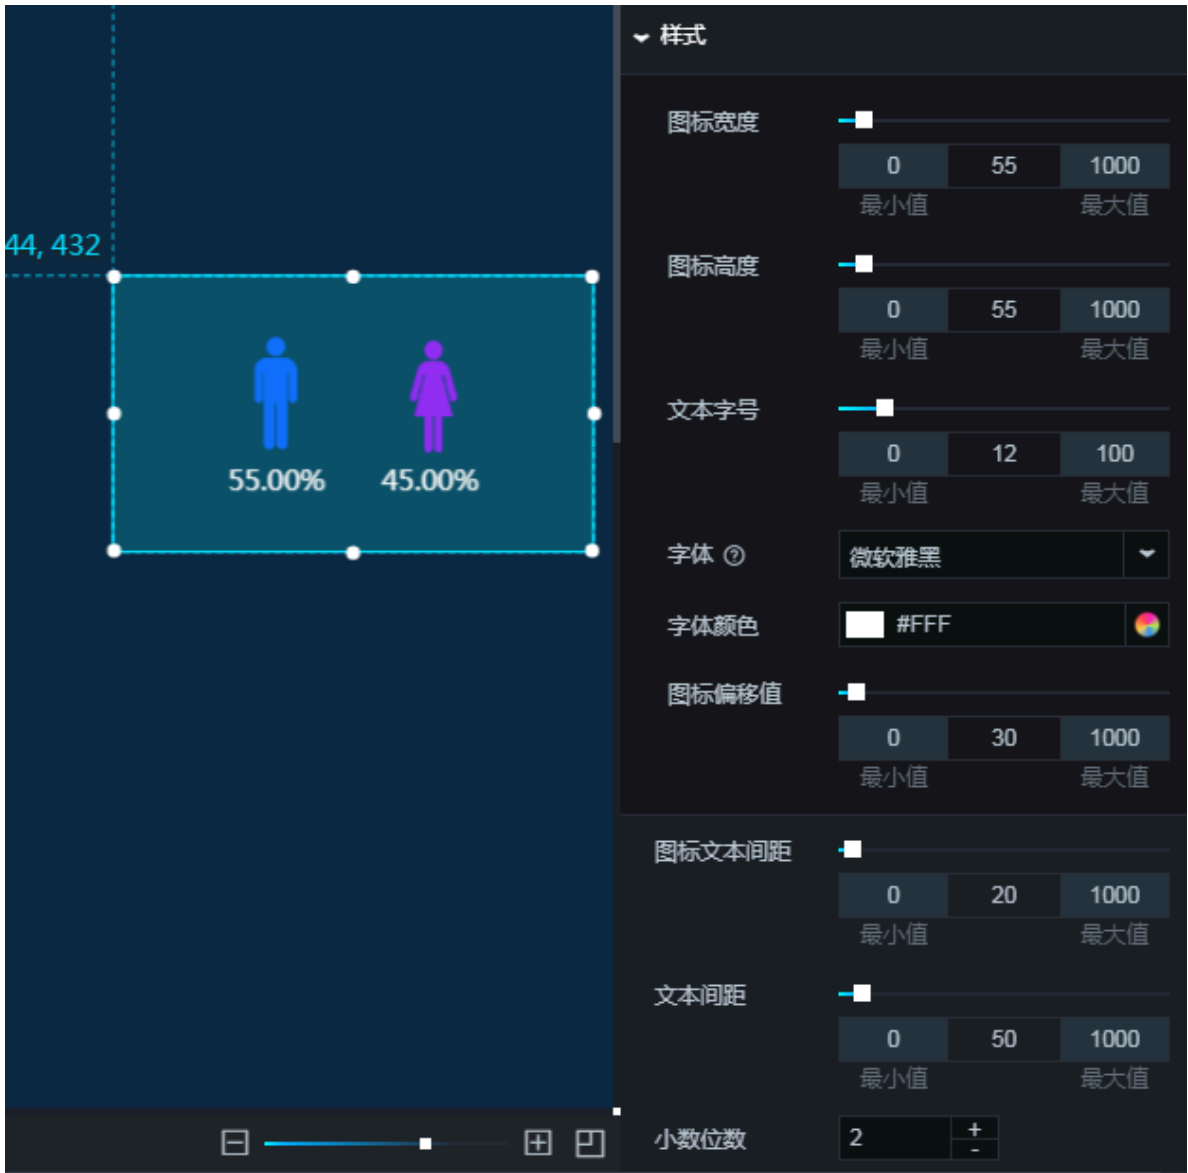 44, 432
55.00% 45.00%
样式
图标宽度
0 55 1000
最小值 最大值
图标高度
0 55 1000
最小值 最大值
文本字号
0 12 100
最小值 最大值
字体 ?
微软雅黑
字体颜色
#FFF
图标偏移值
0 30 1000
最小值 最大值
图标文本间距
0 20 1000
最小值 最大值
文本间距
0 50 1000
最小值 最大值
小数位数
2 + -